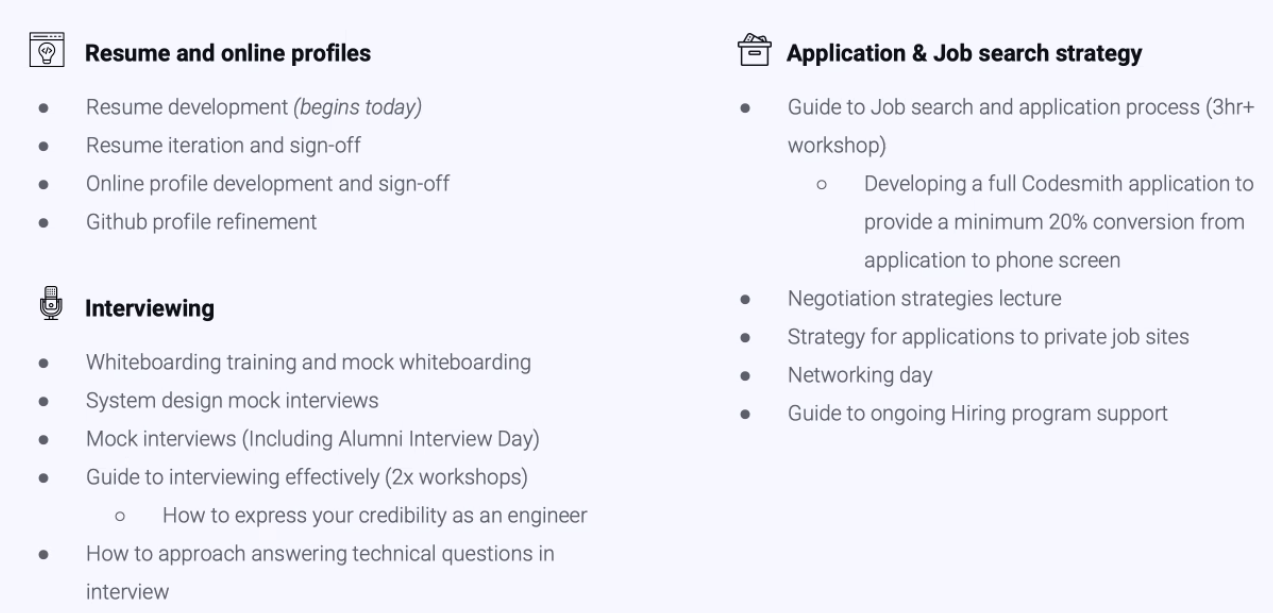 Resume and online profiles
● Resume development (begins today)
● Resume iteration and sign-off
● Online profile development and sign-off
● Github profile refinement
Interviewing
● Whiteboarding training and mock whiteboarding
● System design mock interviews
● Mock interviews (Including Alumni Interview Day)
● Guide to interviewing effectively (2x workshops)
○ How to express your credibility as an engineer
● How to approach answering technical questions in
interview
Application & Job search strategy
● Guide to Job search and application process (3hr+
workshop)
○ Developing a full Codesmith application to
provide a minimum 20% conversion from
application to phone screen
● Negotiation strategies lecture
● Strategy for applications to private job sites
● Networking day
● Guide to ongoing Hiring program support